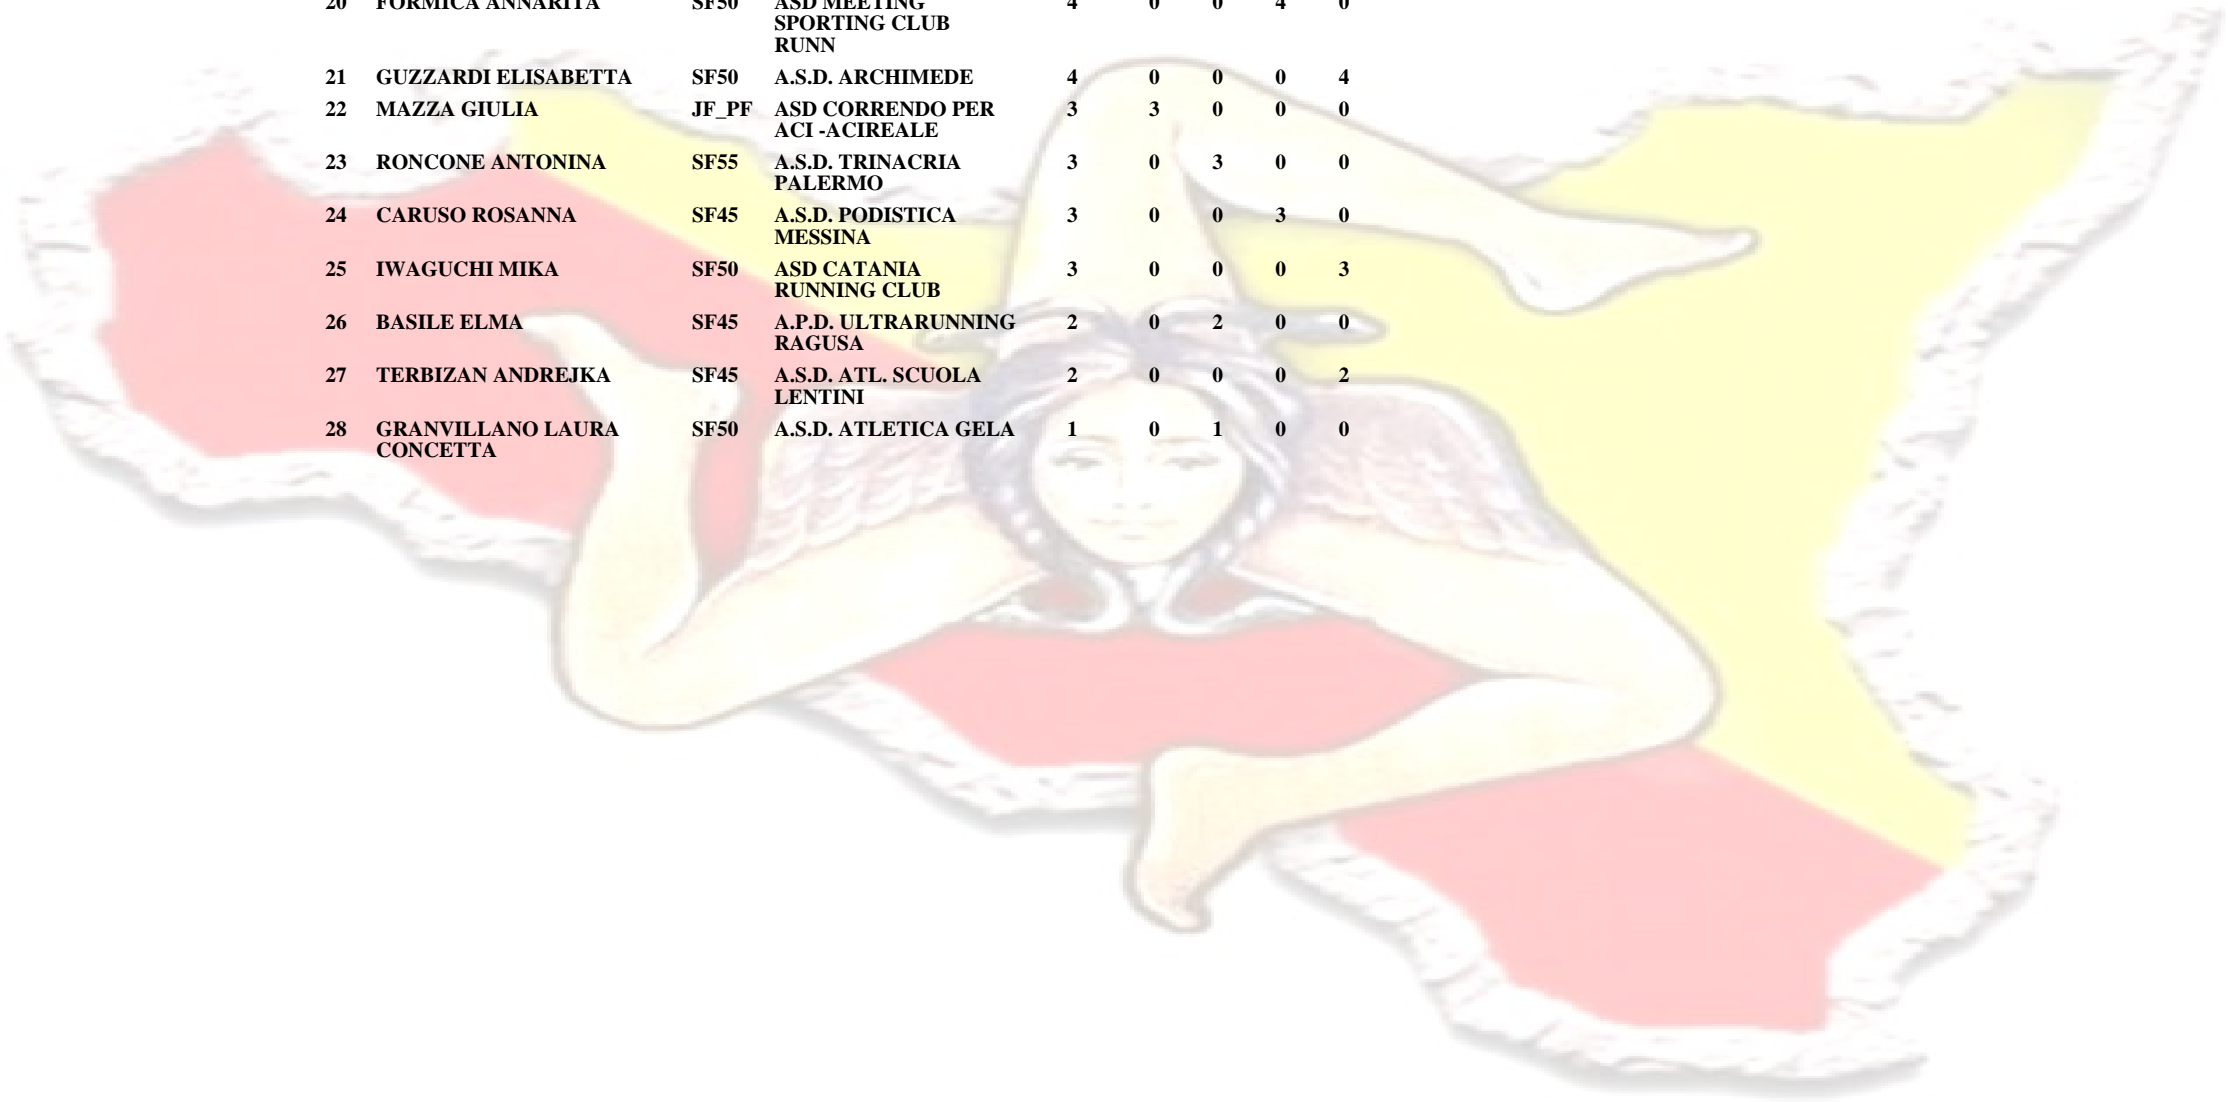 20 FORMICA ANNARITA SF50 ASD MEETING 4 0 0 4 0
SPORTING CLUB
RUNN
21 GUZZARDI ELISABETTA SF50 A.S.D. ARCHIMEDE 4 0 0 0 4
22 MAZZA GIULIA JF_PF ASD CORRENDO PER 3 3 0 0 0
ACI -ACIREALE
23 RONCONE ANTONINA SF55 A.S.D. TRINACRIA 3 0 3 0 0
PALERMO
24 CARUSO ROSANNA SF45 A.S.D. PODISTICA 3 0 0 3 0
MESSINA
25 IWAGUCHI MIKA SF50 ASD CATANIA 3 0 0 0 3
RUNNING CLUB
26 BASILE ELMA SF45 A.P.D. ULTRARUNNING 2 0 2 0 0
RAGUSA
27 TERBIZAN ANDREJKA SF45 A.S.D. ATL. SCUOLA 2 0 0 0 2
LENTINI
28 GRANVILLANO LAURA SF50 A.S.D. ATLETICA GELA 1 0 1 0 0
CONCETTA